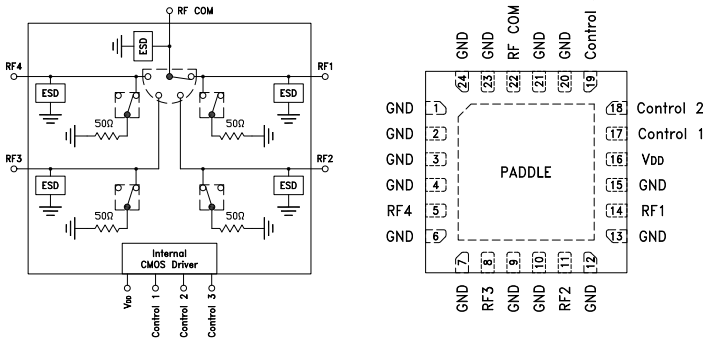 RF COM
ESD
RF4
RF1
ESD
ESD
50Ω
50Ω
RF3
RF2
ESD
ESD
50Ω
50Ω
Internal
CMOS Driver
VDD
Control 1
Control 2
Control 3
GND
GND
RF COM
GND
GND
Control
24
23
22
21
20
19
GND 1
18 Control 2
GND 2
17 Control 1
GND 3
16 VDD
PADDLE
GND 4
15 GND
RF4 5
14 RF1
GND 6
13 GND
7
8
9
10
11
12
GND
RF3
GND
GND
RF2
GND